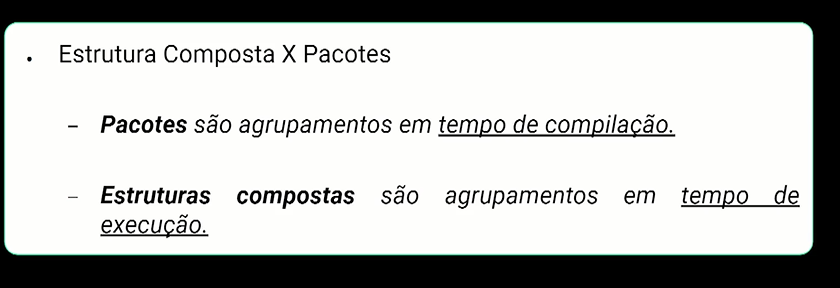 • Estrutura Composta X Pacotes
– Pacotes são agrupamentos em tempo de compilação.
– Estruturas compostas são agrupamentos em tempo de
execução.